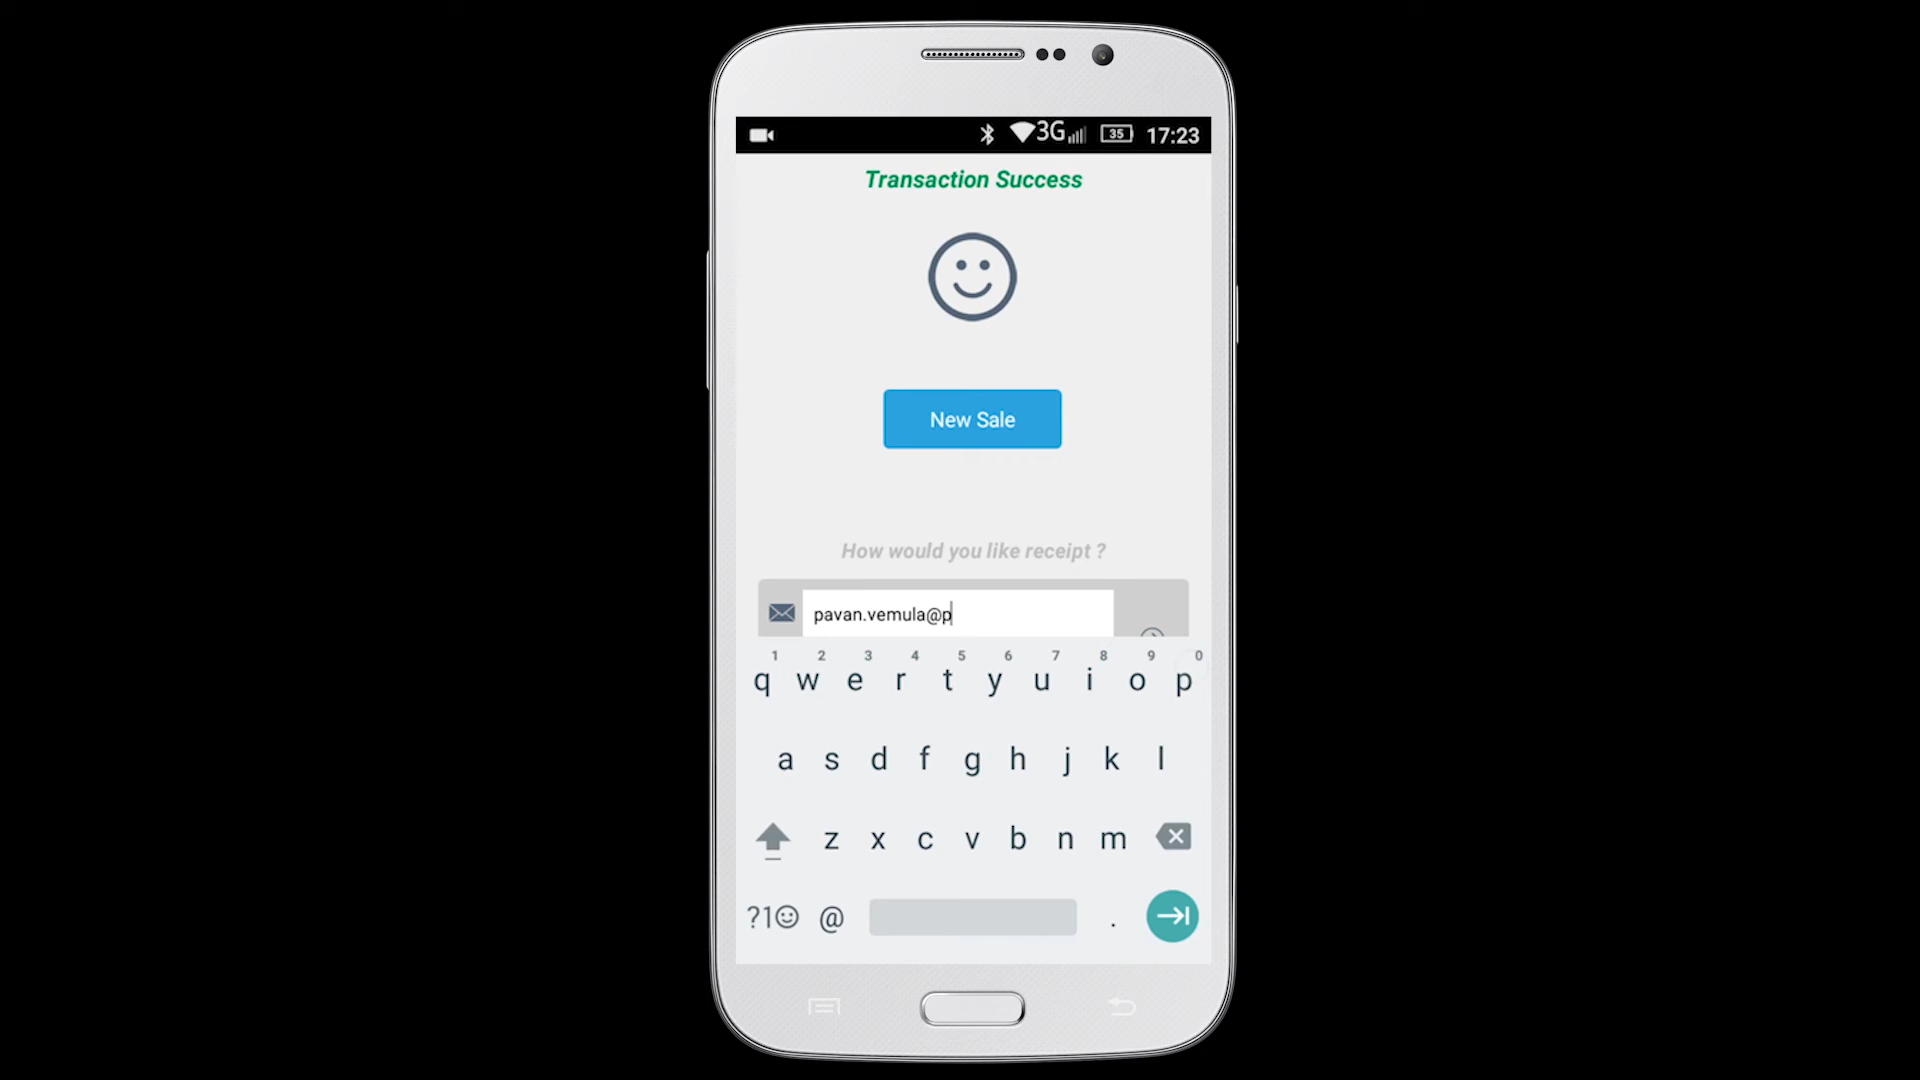 3G 35 17:23
Transaction Success
New Sale
How would you like receipt ?
pavan.vemula@p
1 2 3 4 5 6 7 8 9 0
q w e r t y u i o p
a s d f g h j k l
z x c v b n m
?1 @ .